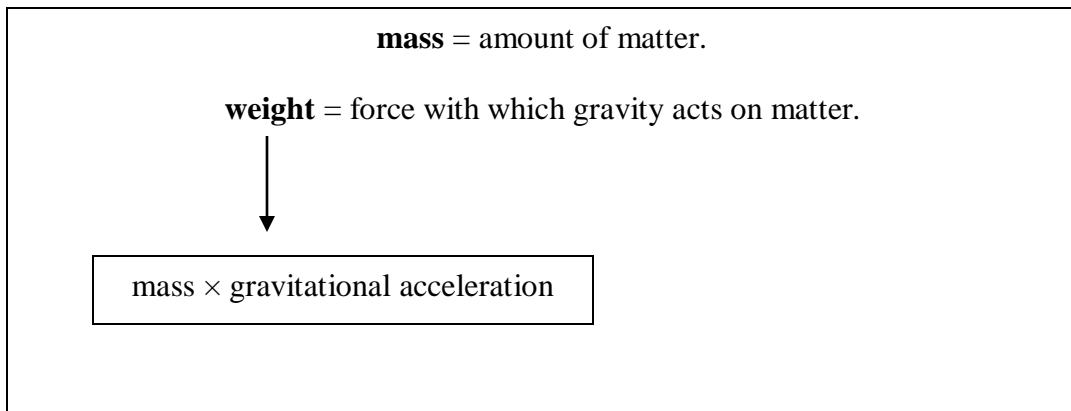 mass = amount of matter.
weight = force with which gravity acts on matter.
mass × gravitational acceleration